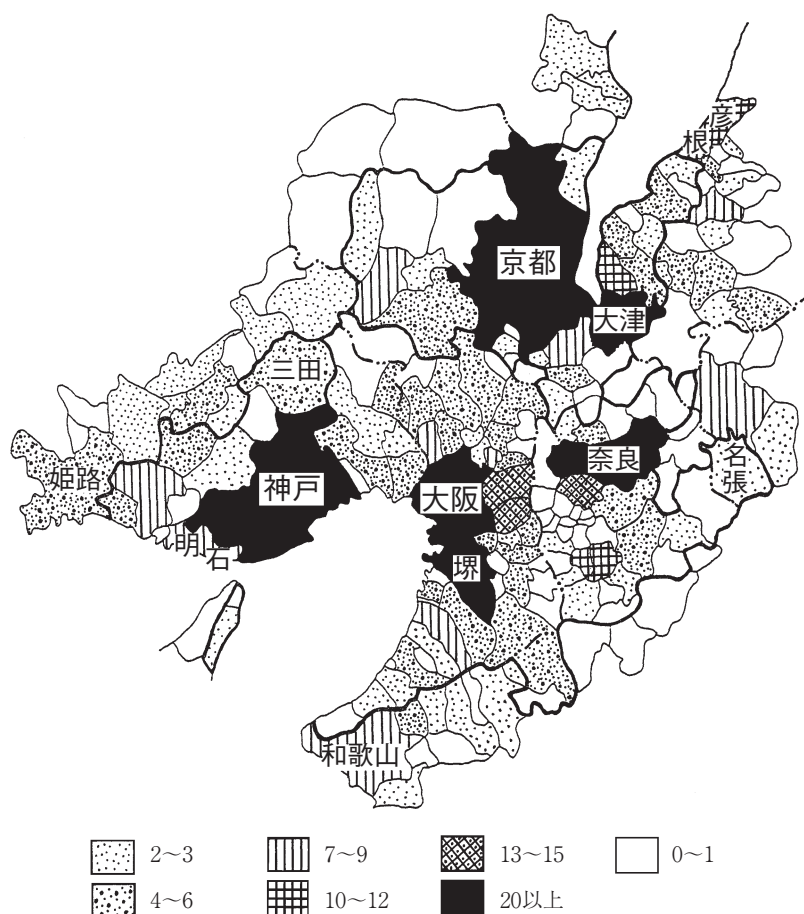 彦根
京都
大津
三田
奈良
名張
姫路
神戸
大阪
明石
堺
和歌山
2～3
7～9
13～15
0～1
4～6
10～12
20以上